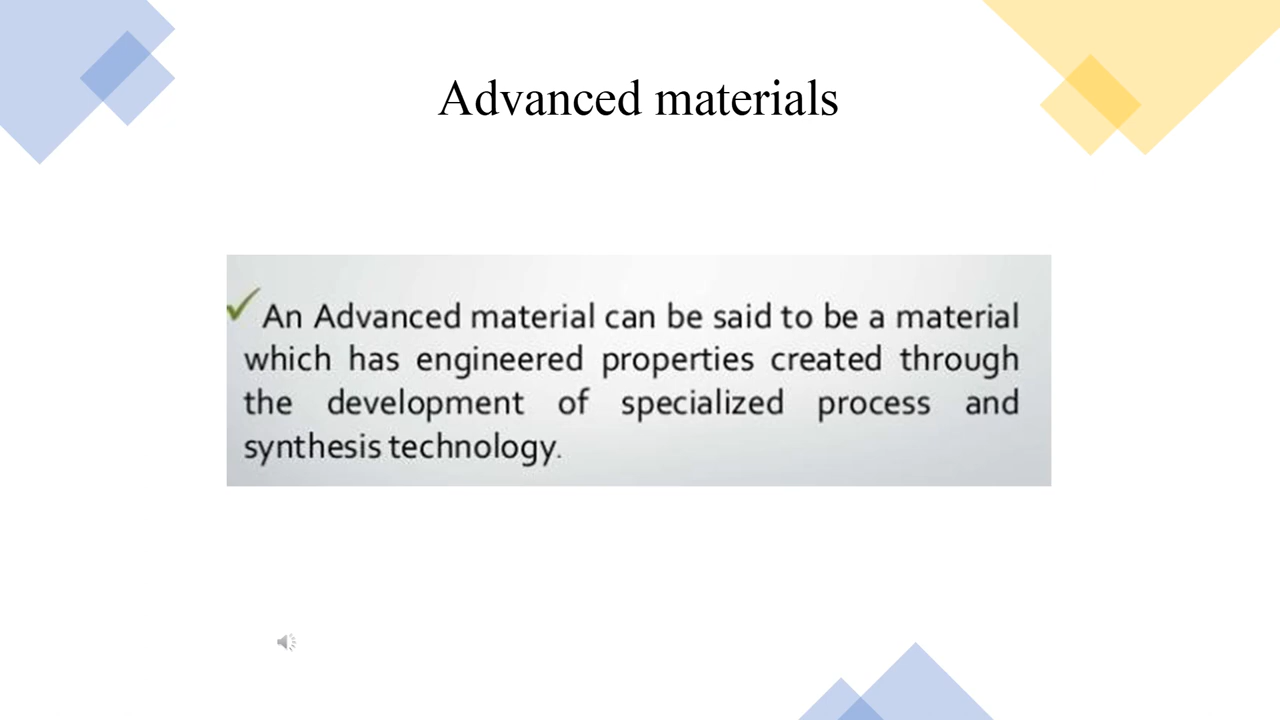 Advanced materials
An Advanced material can be said to be a material
which has engineered properties created through
the development of specialized process and
synthesis technology.